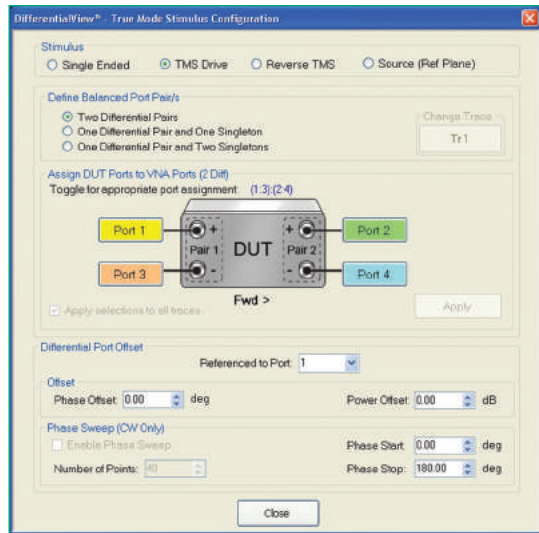 DifferentialView® - True Mode Stimulus Configuration
Stimulus
Single Ended TMS Drive Reverse TMS Source (Ref Plane)
Define Balanced Port Pair/s
Two Differential Pairs
One Differential Pair and One Singleton
One Differential Pair and Two Singletons
Change Trace
Tr1
Assign DUT Ports to VNA Ports (2 Diff)
Toggle for appropriate port assignment: (1:3):(2:4)
Port 1 + + Port 2
Pair 1 DUT Pair 2
Port 3 - - Port 4
Fwd >
Apply selections to all traces. Apply
Differential Port Offset
Referenced to Port: 1
Offset
Phase Offset: 0.00 deg Power Offset: 0.00 dB
Phase Sweep (CW Only)
Enable Phase Sweep Phase Start: 0.00 deg
Number of Points: 40 Phase Stop: 180.00 deg
Close